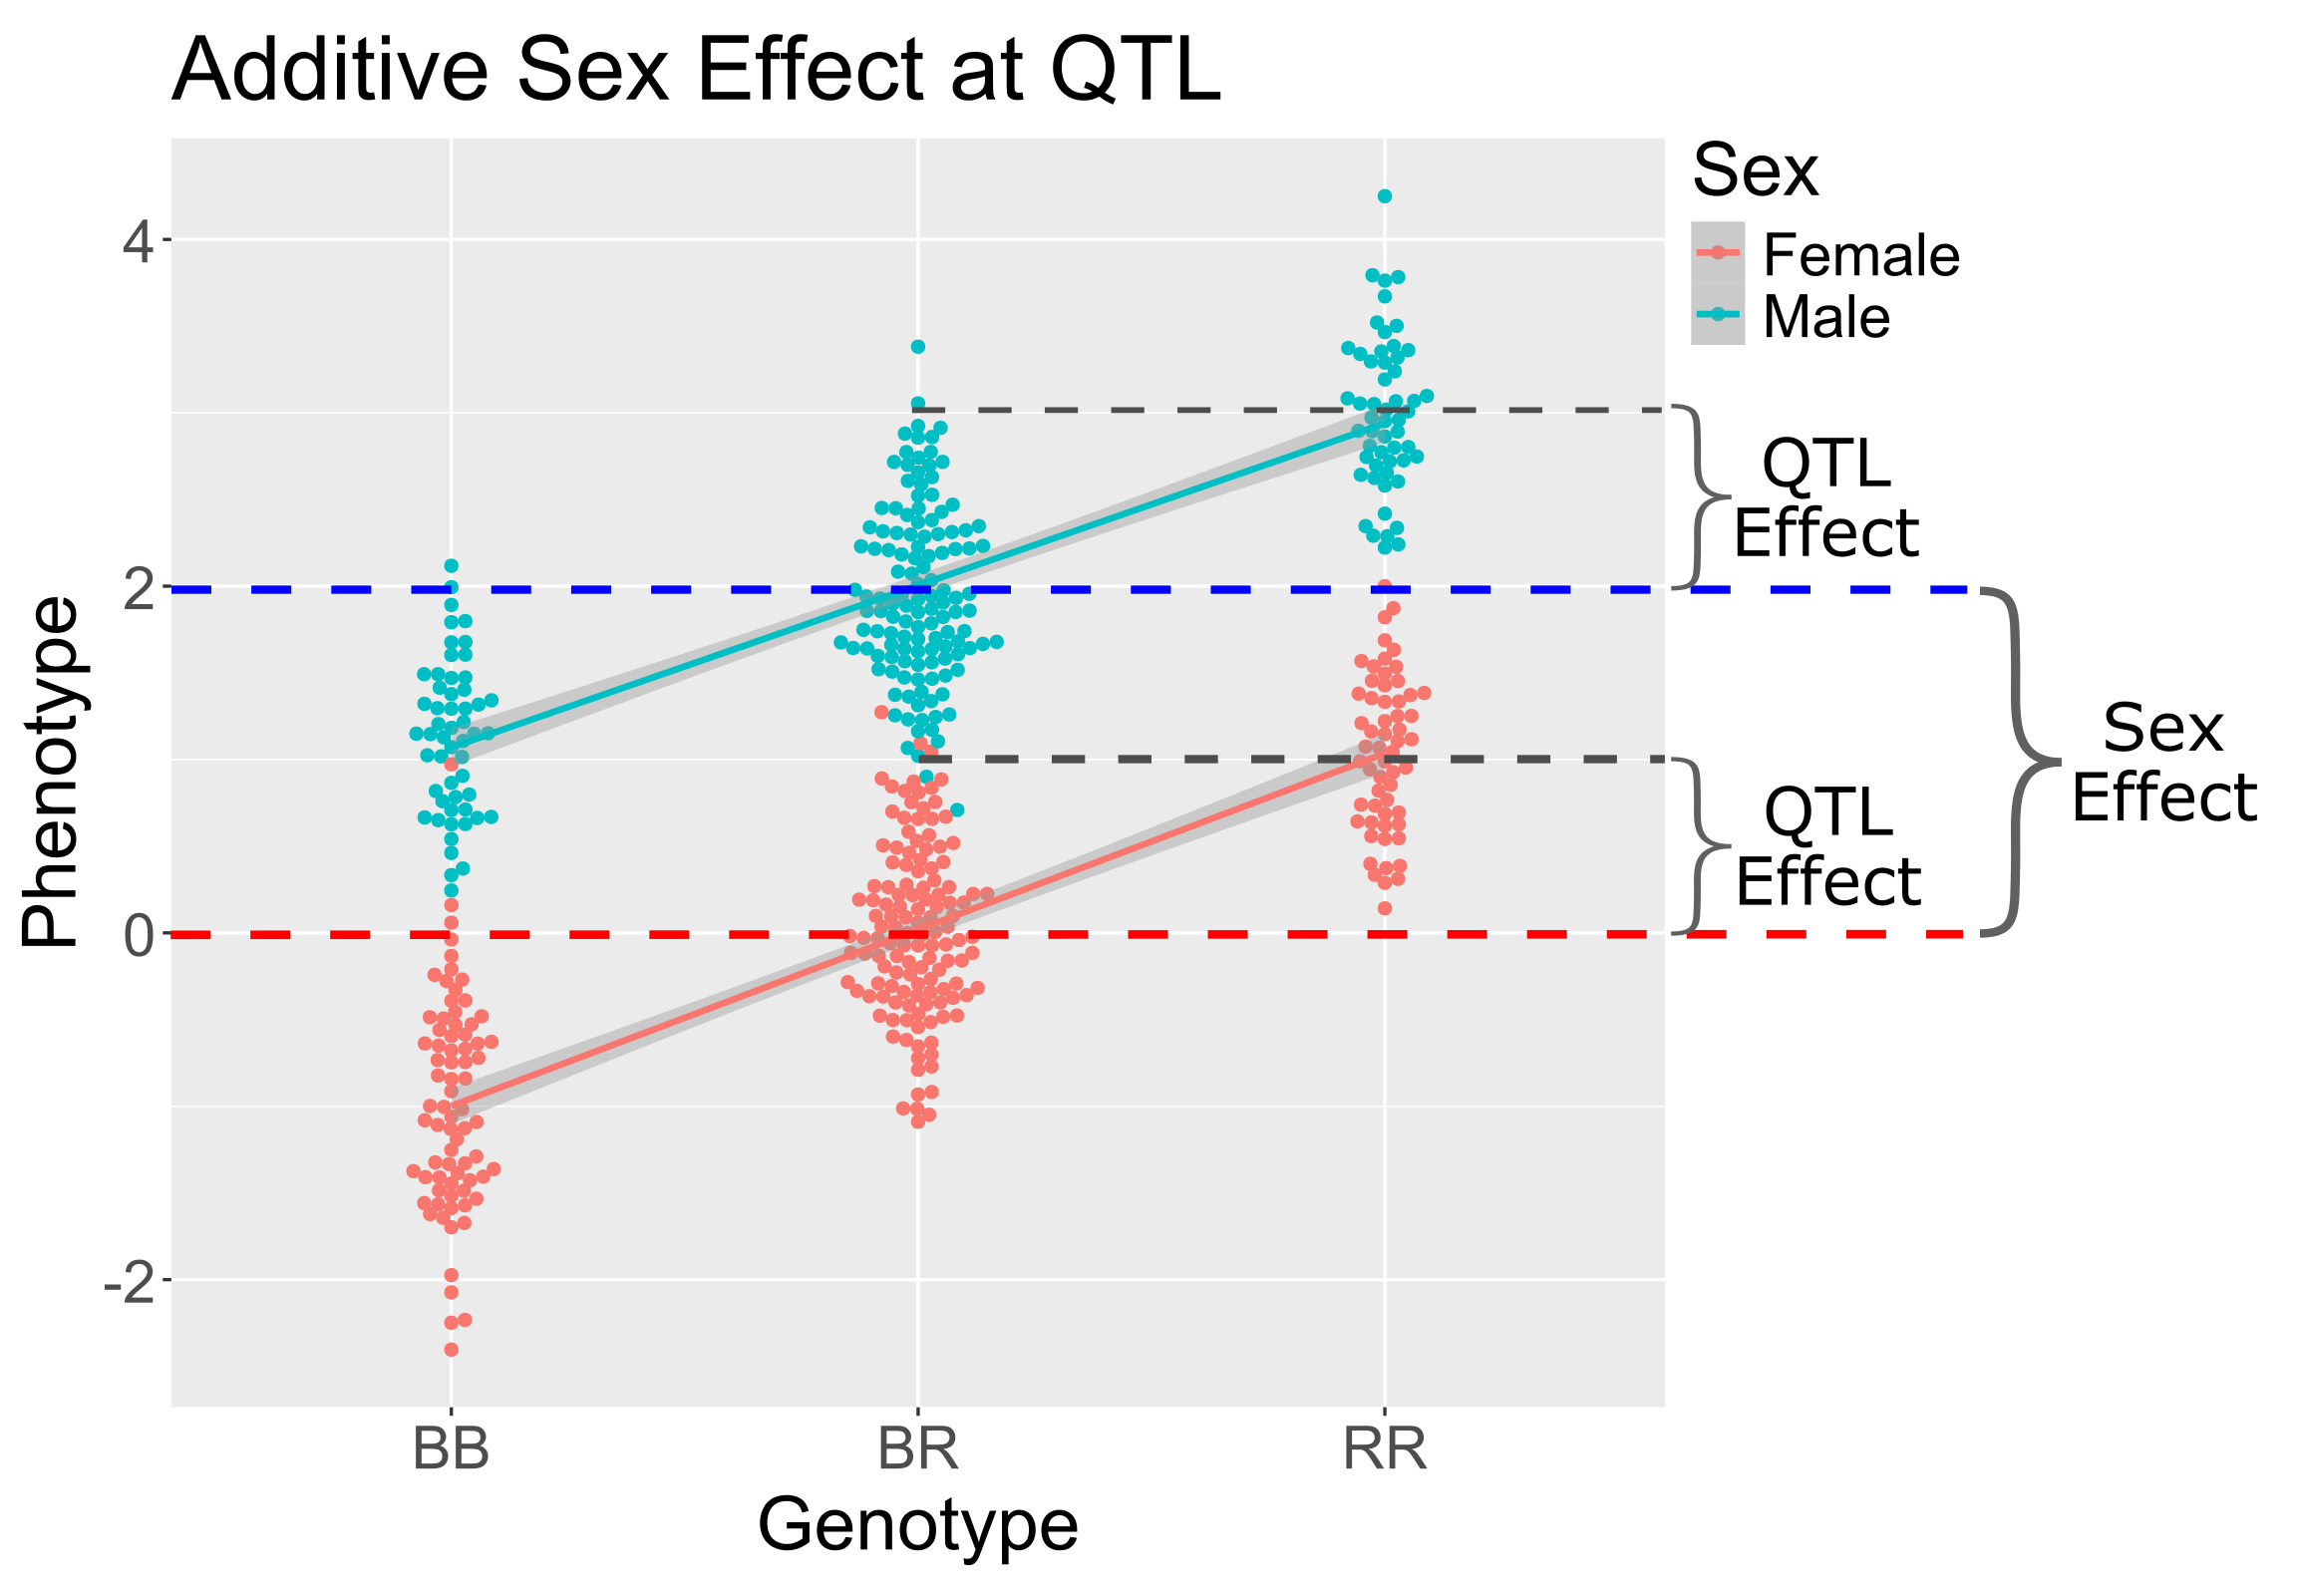 Additive Sex Effect at QTL
Sex
Female
Male
4
2
0
-2
Phenotype
BB
BR
RR
Genotype
QTL
Effect
QTL
Effect
Sex
Effect